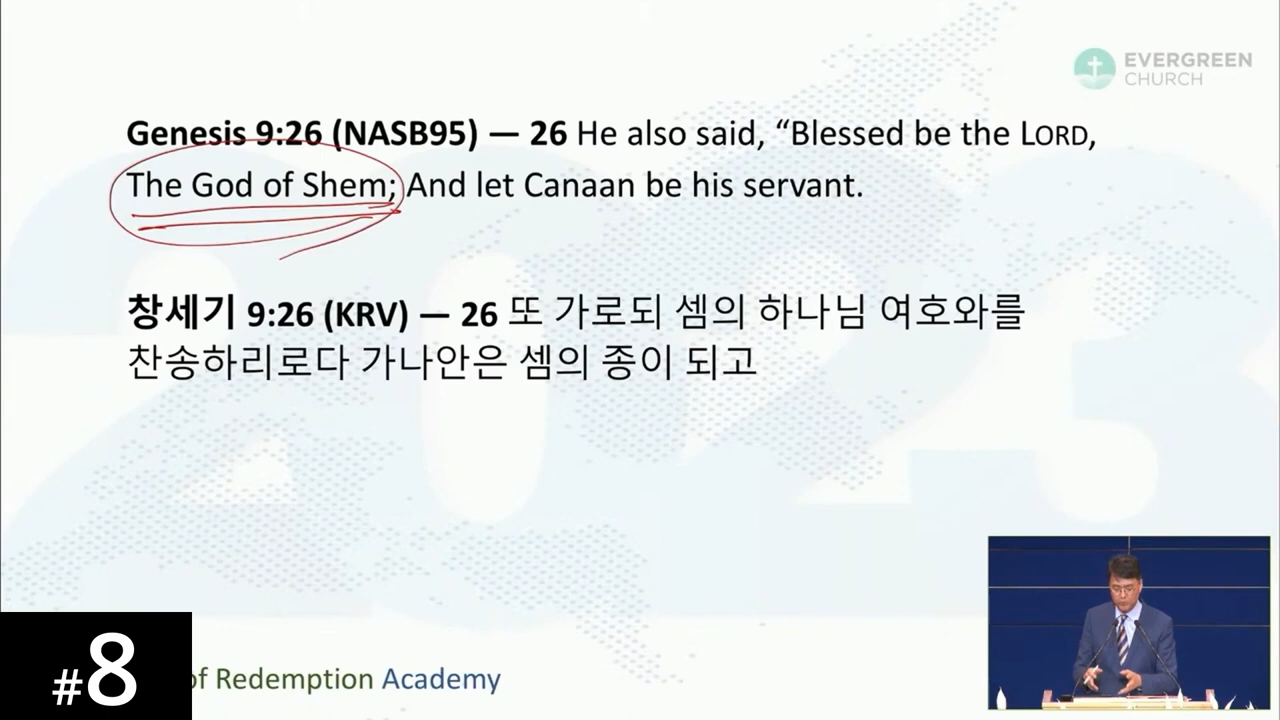 EVERGREEN
CHURCH
Genesis 9:26 (NASB95) — 26 He also said, “Blessed be the LORD,
The God of Shem; And let Canaan be his servant.
창세기 9:26 (KRV) — 26 또 가로되 셈의 하나님 여호와를
찬송하리로다 가나안은 셈의 종이 되고
#8
of Redemption Academy